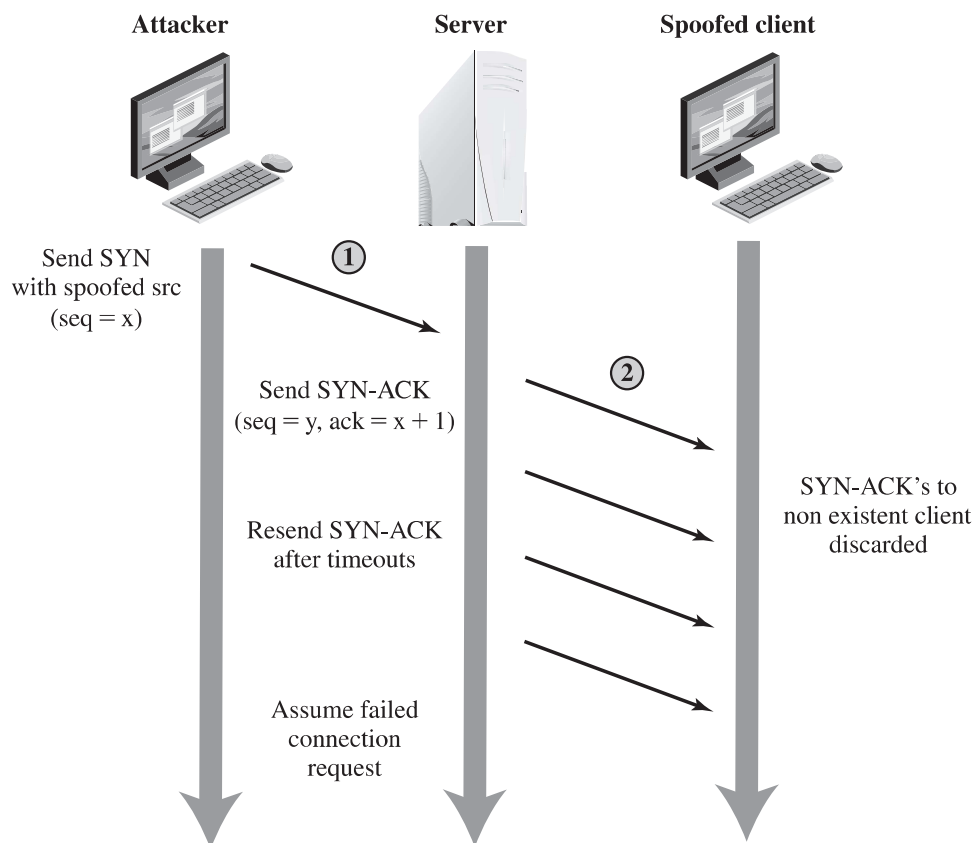 Attacker
Server
Spoofed client
Send SYN
with spoofed src
(seq = x)
1
Send SYN-ACK
(seq = y, ack = x + 1)
2
Resend SYN-ACK
after timeouts
SYN-ACK’s to
non existent client
discarded
Assume failed
connection
request